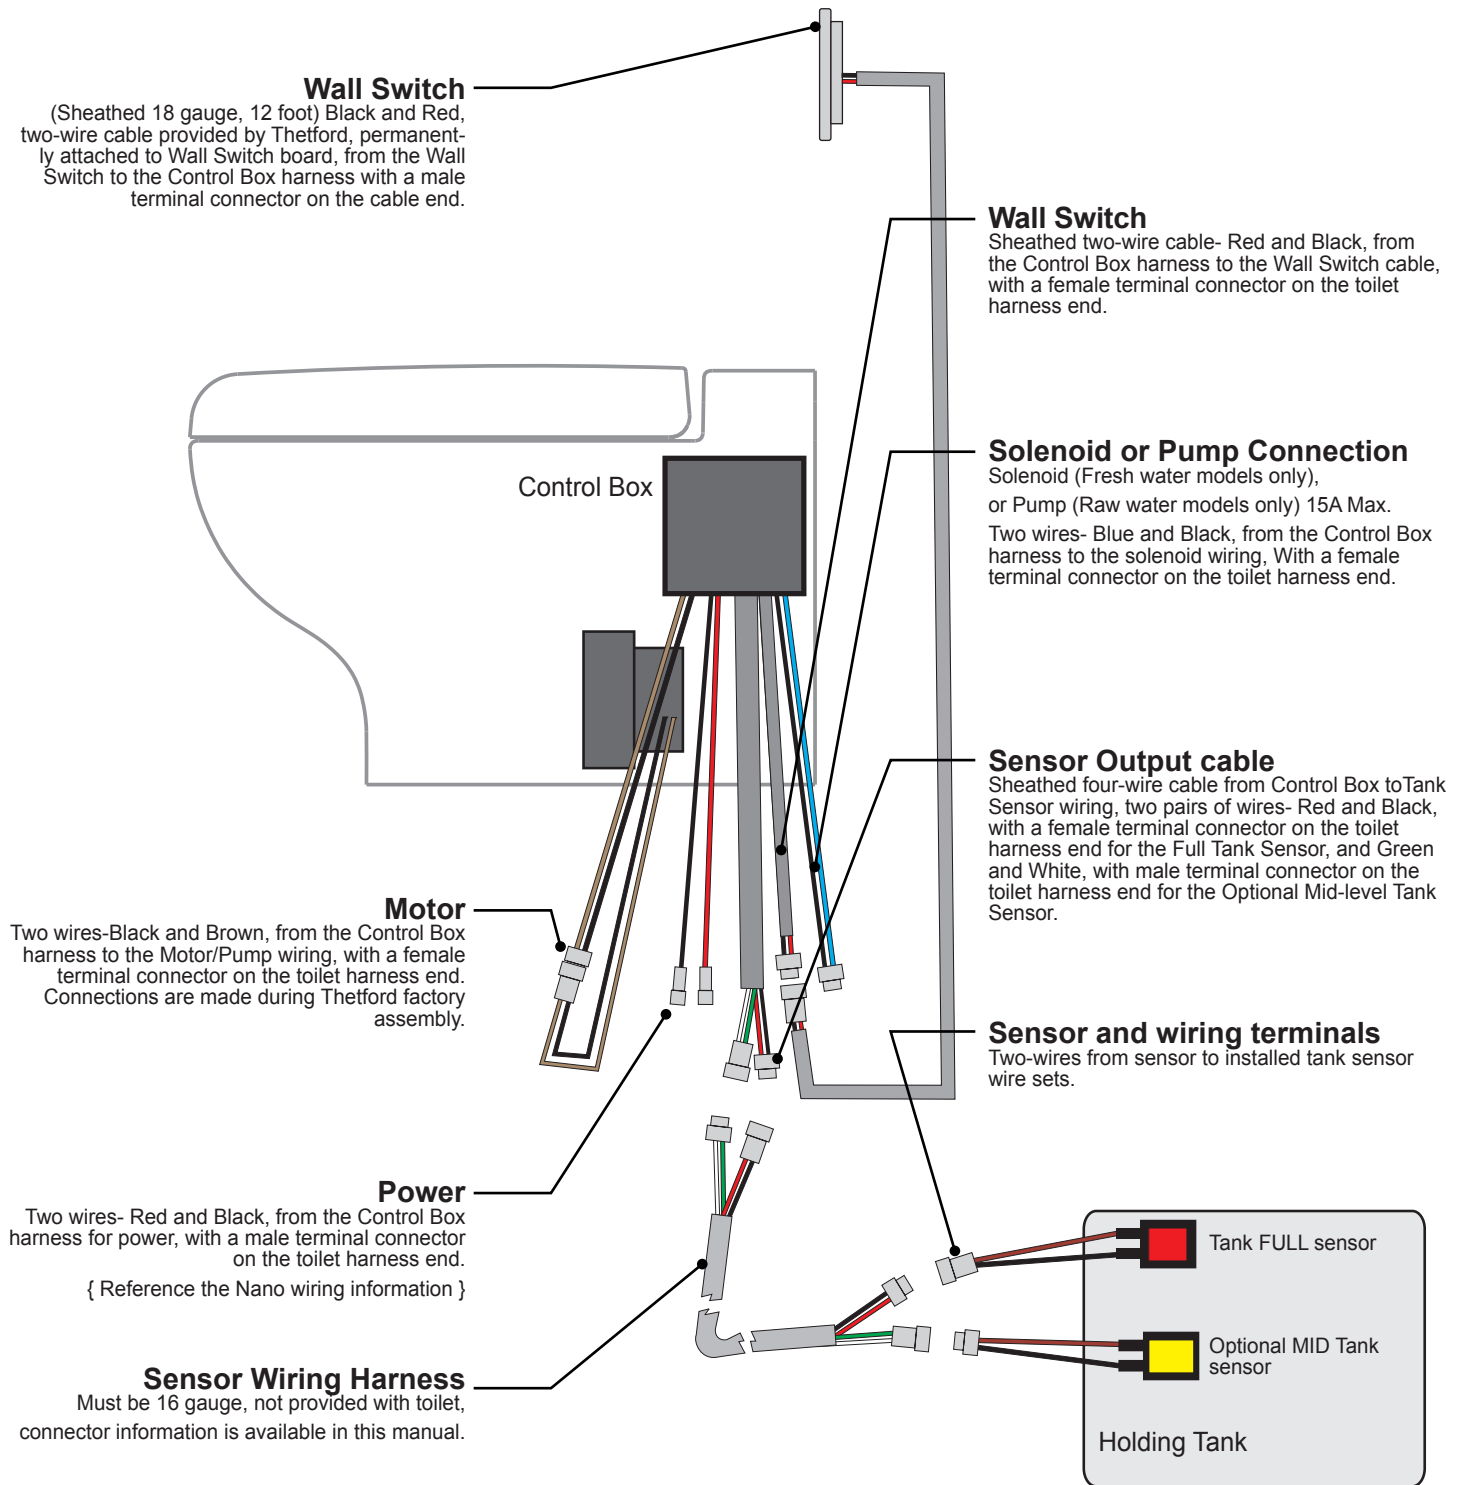 Wall Switch
(Sheathed 18 gauge, 12 foot) Black and Red,
two-wire cable provided by Thetford, permanent-
ly attached to Wall Switch board, from the Wall
Switch to the Control Box harness with a male
terminal connector on the cable end.
Wall Switch
Sheathed two-wire cable- Red and Black, from
the Control Box harness to the Wall Switch cable,
with a female terminal connector on the toilet
harness end.
Control Box
Solenoid or Pump Connection
Solenoid (Fresh water models only),
or Pump (Raw water models only) 15A Max.
Two wires- Blue and Black, from the Control Box
harness to the solenoid wiring, With a female
terminal connector on the toilet harness end.
Sensor Output cable
Sheathed four-wire cable from Control Box toTank
Sensor wiring, two pairs of wires- Red and Black,
with a female terminal connector on the toilet
harness end for the Full Tank Sensor, and Green
and White, with male terminal connector on the
toilet harness end for the Optional Mid-level Tank
Sensor.
Motor
Two wires-Black and Brown, from the Control Box
harness to the Motor/Pump wiring, with a female
terminal connector on the toilet harness end.
Connections are made during Thetford factory
assembly.
Sensor and wiring terminals
Two-wires from sensor to installed tank sensor
wire sets.
Power
Two wires- Red and Black, from the Control Box
harness for power, with a male terminal connector
on the toilet harness end.
{ Reference the Nano wiring information }
Tank FULL sensor
Optional MID Tank
sensor
Holding Tank
Sensor Wiring Harness
Must be 16 gauge, not provided with toilet,
connector information is available in this manual.